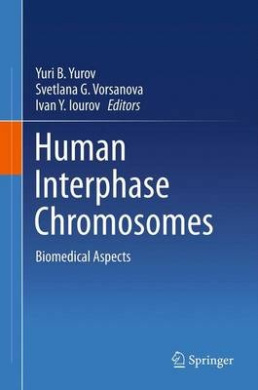 Yuri B. Yurov
Svetlana G. Vorsanova
Ivan Y. Iourov Editors
Human
Interphase
Chromosomes
Biomedical Aspects
Springer